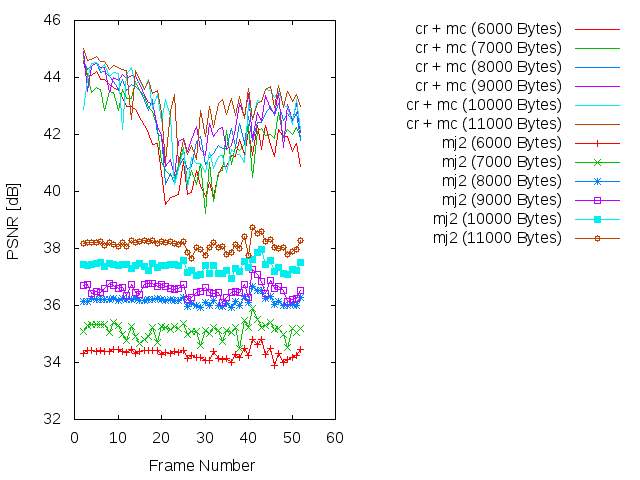 46
44
42
40
38
36
34
32
PSNR [dB]
0 10 20 30 40 50 60
Frame Number
cr + mc (6000 Bytes)
cr + mc (7000 Bytes)
cr + mc (8000 Bytes)
cr + mc (9000 Bytes)
cr + mc (10000 Bytes)
cr + mc (11000 Bytes)
mj2 (6000 Bytes)
mj2 (7000 Bytes)
mj2 (8000 Bytes)
mj2 (9000 Bytes)
mj2 (10000 Bytes)
mj2 (11000 Bytes)